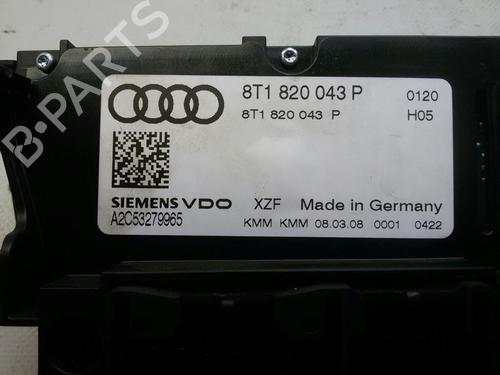 8T1 820 043 P 0120
8T1 820 043 P H05
SIEMENS VDO XZF Made in Germany
A2C53279965 KMM KMM 08.03.08 0001 0422
B-PARTS